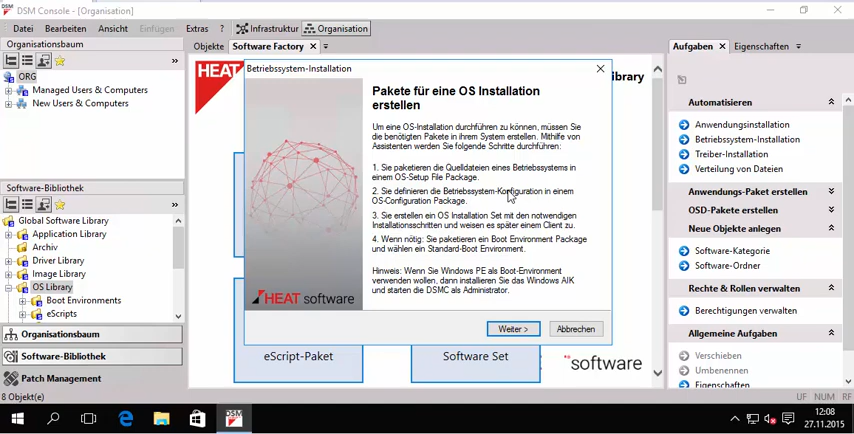 DSM Console - [Organisation]
Datei Bearbeiten Ansicht Einfügen Extras ? Infrastruktur Organisation
Organisationsbaum
ORG
Managed Users & Computers
New Users & Computers
Software-Bibliothek
Global Software Library
Application Library
Archiv
Driver Library
Image Library
OS Library
Boot Environments
eScripts
Organisationsbaum
Software-Bibliothek
Patch Management
8 Objekt(e)
Objekte Software Factory
HEAT
library
Betriebssystem-Installation
Pakete für eine OS Installation
erstellen
Um eine OS-Installation durchführen zu können, müssen Sie
die benötigten Pakete in ihrem System erstellen. Mithilfe von
Assistenten werden Sie folgende Schritte durchführen:
1. Sie paketieren die Quelldateien eines Betriebssystems in
einem OS-Setup File Package.
2. Sie definieren die Betriebssystem-Konfiguration in einem
OS-Configuration Package.
3. Sie erstellen ein OS Installation Set mit den notwendigen
Installationsschritten und weisen es später einem Client zu.
4. Wenn nötig: Sie paketieren ein Boot Environment Package
und wählen ein Standard-Boot Environment.
Hinweis: Wenn Sie Windows PE als Boot-Environment
verwenden wollen, dann installieren Sie das Windows AIK
und starten die DSMC als Administrator.
HEAT software
Weiter >
Abbrechen
eScript-Paket
Software Set
software
Aufgaben Eigenschaften
Automatisieren
Anwendungsinstallation
Betriebssystem-Installation
Treiber-Installation
Verteilung von Dateien
Anwendungs-Paket erstellen
OSD-Pakete erstellen
Neue Objekte anlegen
Software-Kategorie
Software-Ordner
Rechte & Rollen verwalten
Berechtigungen verwalten
Allgemeine Aufgaben
Verschieben
Umbenennen
Eigenschaften
UF NUM RF
DSM
12:08
27.11.2015